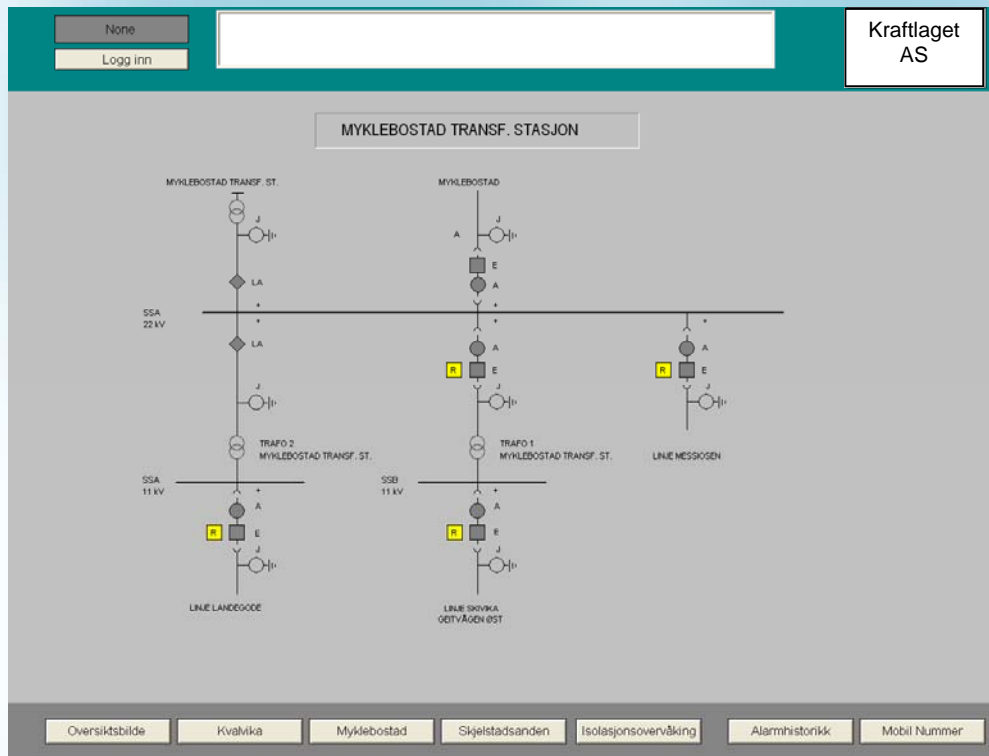 None
Logg inn
Kraftlaget
AS
MYKLEBOSTAD TRANSF. STASJON
MYKLEBOSTAD TRANSF. ST.
MYKLEBOSTAD
J
J
A
E
LA
A
+
+
SSA
22 kV
+
+
+
LA
A
A
R
E
R
E
J
J
J
TRAFO 2
MYKLEBOSTAD TRANSF. ST.
TRAFO 1
MYKLEBOSTAD TRANSF. ST.
LINJE MESSIOSEN
SSA
11 kV
+
SSB
11 kV
+
A
A
R
E
R
E
J
J
LINJE LANDEGODE
LINJE SKIVIKA
GEITVÅGEN ØST
Oversiktsbilde
Kvalvika
Myklebostad
Skjelstadsanden
Isolasjonsovervåking
Alarmhistorikk
Mobil Nummer